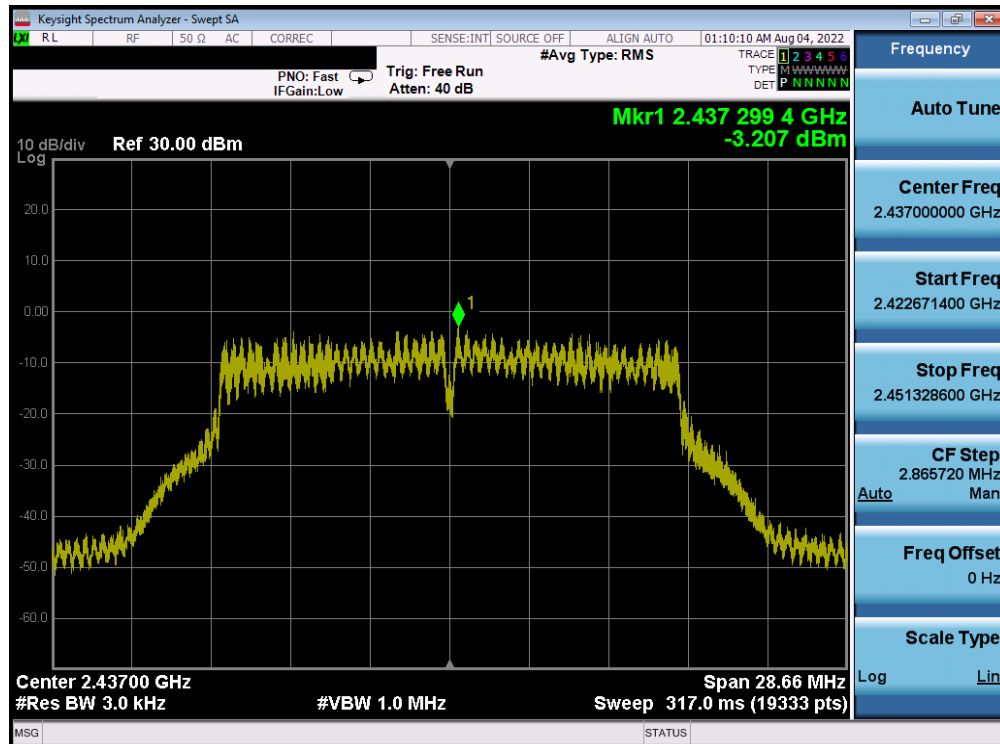 Keysight Spectrum Analyzer - Swept SA
LXI RL RF 50 Ω AC CORREC SENSE:INT SOURCE OFF ALIGN AUTO 01:10:10 AM Aug 04, 2022
#Avg Type: RMS
TRACE 1 2 3 4 5 6
PNO: Fast Trig: Free Run
TYPE M WWWWW
IFGain:Low Atten: 40 dB
DET P N N N N N
Mkr1 2.437 299 4 GHz
-3.207 dBm
10 dB/div Ref 30.00 dBm
Log
20.0
10.0
0.00
-10.0
-20.0
-30.0
-40.0
-50.0
-60.0
1
Center 2.43700 GHz Span 28.66 MHz
#Res BW 3.0 kHz #VBW 1.0 MHz Sweep 317.0 ms (19333 pts)
MSG STATUS
Frequency
Auto Tune
Center Freq
2.437000000 GHz
Start Freq
2.422671400 GHz
Stop Freq
2.451328600 GHz
CF Step
2.865720 MHz
Auto Man
Freq Offset
0 Hz
Scale Type
Log Lin